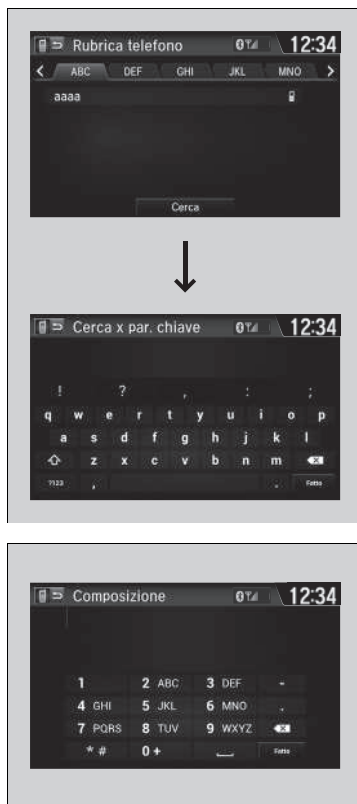 Rubrica telefono 12:34
ABC DEF GHI JKL MNO
aaaa
Cerca
Cerca x par. chiave 12:34
! ? , : ;
q w e r t y u i o p
a s d f g h j k l
z x c v b n m
?123 , . Fatto
Composizione 12:34
1 2 ABC 3 DEF -
4 GHI 5 JKL 6 MNO .
7 PQRS 8 TUV 9 WXYZ
* # 0 + Fatto